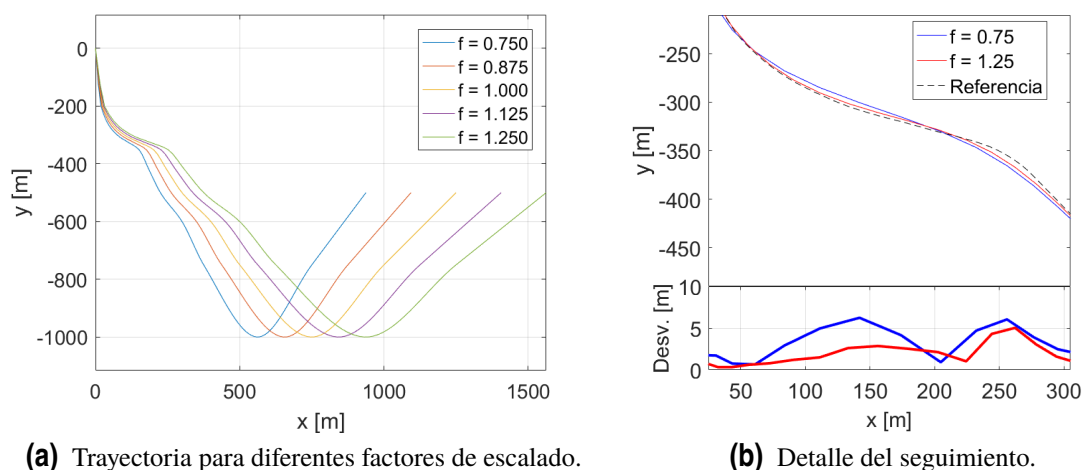 0
-200
-400
-600
-800
-1000
y [m]
0
500
1000
1500
x [m]
f = 0.750
f = 0.875
f = 1.000
f = 1.125
f = 1.250
(a) Trayectoria para diferentes factores de escalado.
-250
-300
-350
-400
-450
y [m]
f = 0.75
f = 1.25
Referencia
10
5
0
Desv. [m]
50
100
150
200
250
300
x [m]
(b) Detalle del seguimiento.